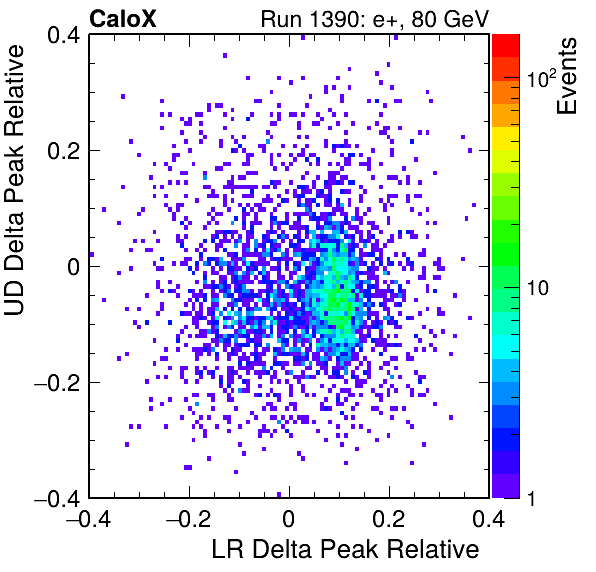 CaloX Run 1390: e+, 80 GeV
UD Delta Peak Relative
0.4
0.2
0
−0.2
−0.4
−0.4 −0.2 0 0.2 0.4
LR Delta Peak Relative
Events
10²
10
1